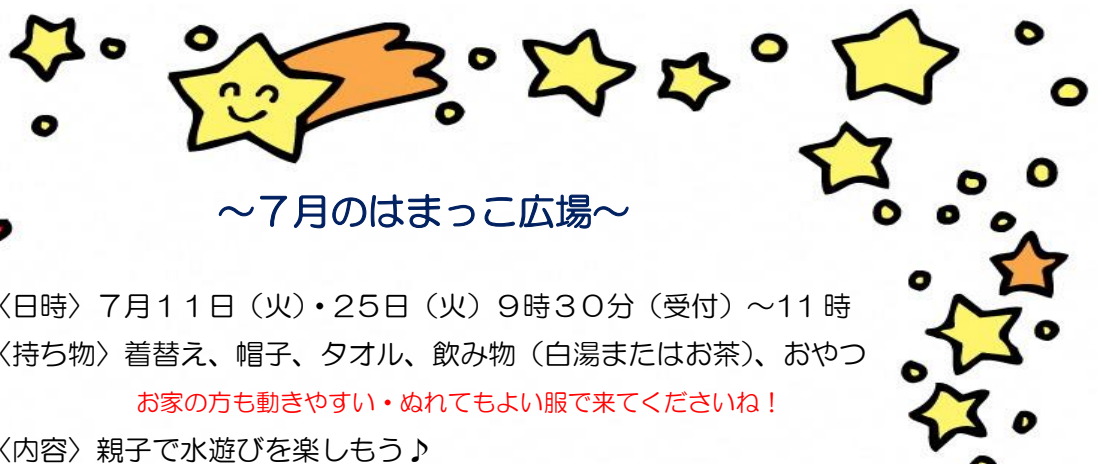 ～７月のはまっこ広場～
〈日時〉７月１１日（火）・２５日（火）９時３０分（受付）～11時
〈持ち物〉着替え、帽子、タオル、飲み物（白湯またはお茶）、おやつ
お家の方も動きやすい・ぬれてもよい服で来てくださいね！
〈内容〉親子で水遊びを楽しもう♪